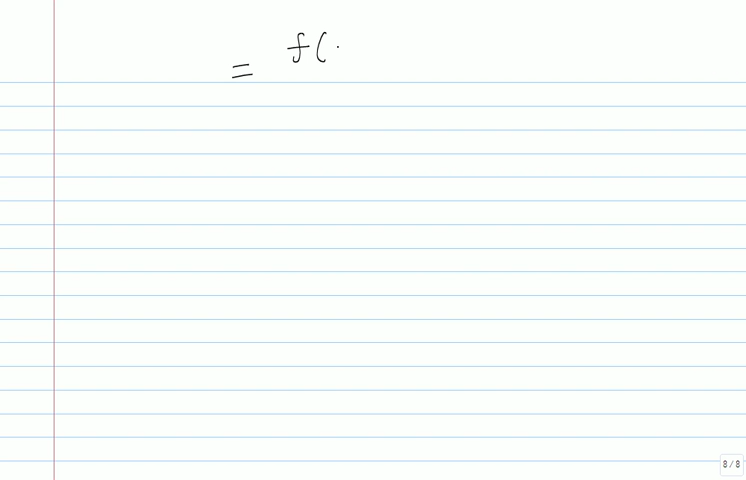 = f(
8/8